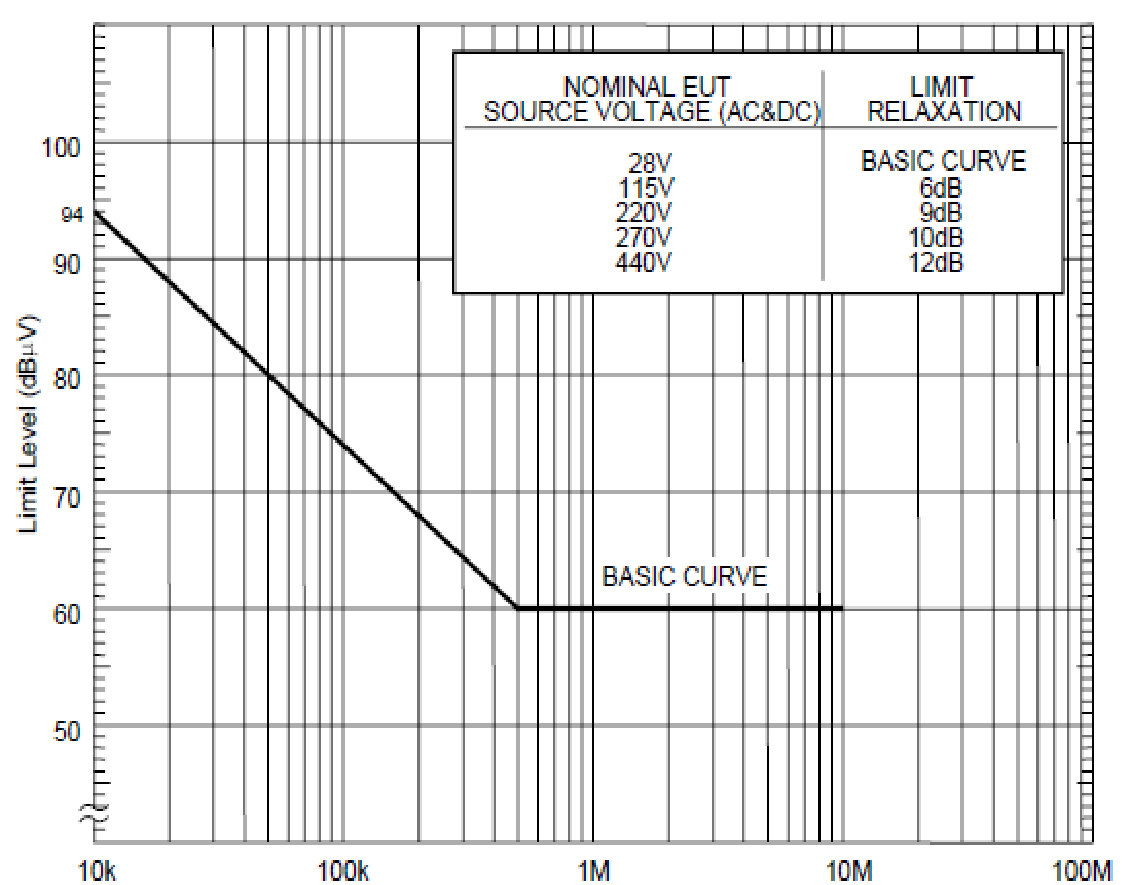 NOMINAL EUT
SOURCE VOLTAGE (AC&DC)
LIMIT
RELAXATION
28V
BASIC CURVE
115V
6dB
220V
9dB
270V
10dB
440V
12dB
100
94
90
80
70
60
50
Limit Level (dBμV)
BASIC CURVE
10k
100k
1M
10M
100M